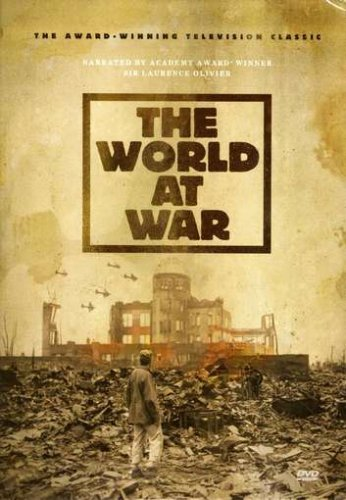 THE AWARD-WINNING TELEVISION CLASSIC
NARRATED BY ACADEMY AWARD® WINNER
SIR LAURENCE OLIVIER
THE
WORLD
AT
WAR
DVD